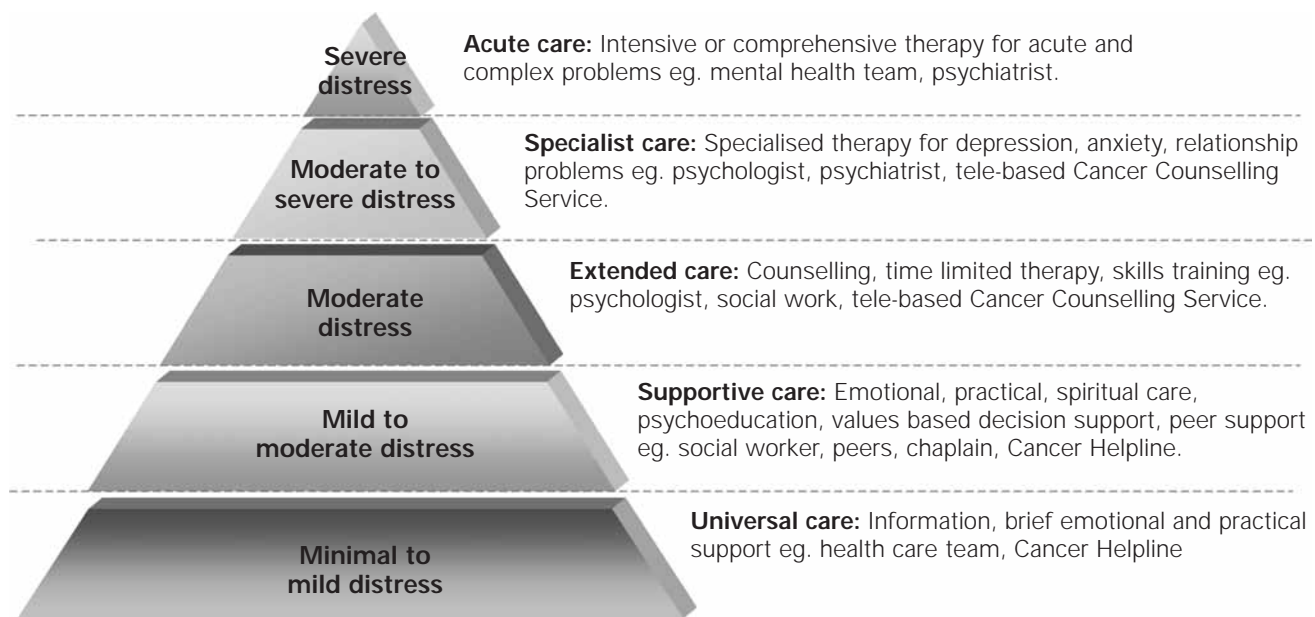 Severe
distress
Acute care: Intensive or comprehensive therapy for acute and
complex problems eg. mental health team, psychiatrist.
Moderate to
severe distress
Specialist care: Specialised therapy for depression, anxiety, relationship
problems eg. psychologist, psychiatrist, tele-based Cancer Counselling
Service.
Moderate
distress
Extended care: Counselling, time limited therapy, skills training eg.
psychologist, social work, tele-based Cancer Counselling Service.
Mild to
moderate distress
Supportive care: Emotional, practical, spiritual care,
psychoeducation, values based decision support, peer support
eg. social worker, peers, chaplain, Cancer Helpline.
Minimal to
mild distress
Universal care: Information, brief emotional and practical
support eg. health care team, Cancer Helpline